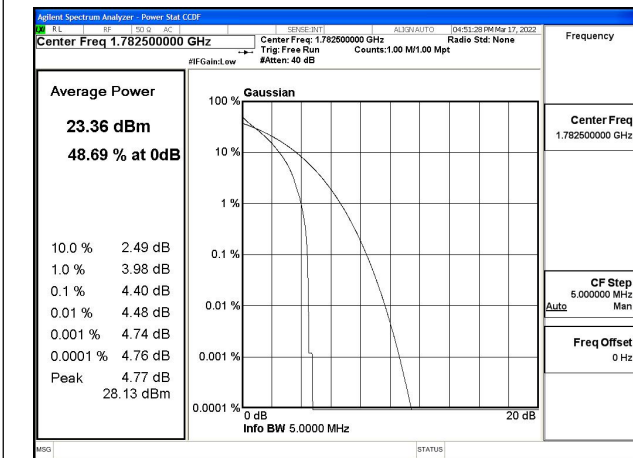 Agilent Spectrum Analyzer - Power Stat CCDF
RL RF 50 Ω AC SENSE:INT ALIGN AUTO 04:51:28 PM Mar 17, 2022
Center Freq 1.782500000 GHz
Center Freq: 1.782500000 GHz Radio Std: None
Trig: Free Run Counts:1.00 M/1.00 Mpt
#IFGain:Low #Atten: 40 dB
Frequency
Average Power
23.36 dBm
48.69 % at 0dB
10.0 % 2.49 dB
1.0 % 3.98 dB
0.1 % 4.40 dB
0.01 % 4.48 dB
0.001 % 4.74 dB
0.0001 % 4.76 dB
Peak 4.77 dB
28.13 dBm
Gaussian
100 %
10 %
1 %
0.1 %
0.01 %
0.001 %
0.0001 %
0 dB 20 dB
Info BW 5.0000 MHz
Center Freq
1.782500000 GHz
CF Step
5.000000 MHz
Auto Man
Freq Offset
0 Hz
MSG STATUS